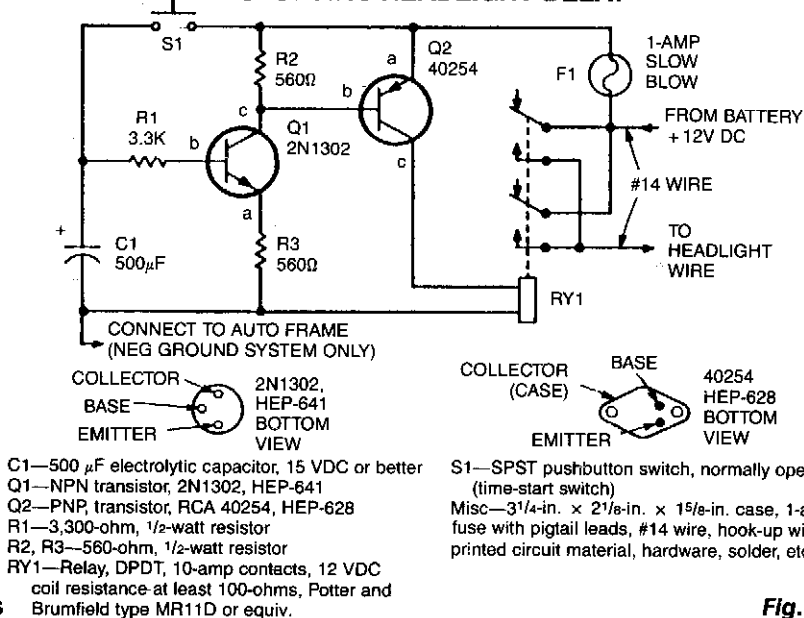 S1
R2
560Ω
a
Q2
40254
b
c
F1
1-AMP
SLOW
BLOW
R1
3.3K
b
c
Q1
2N1302
a
c
FROM BATTERY
+ 12V DC
#14 WIRE
+
C1
500µF
R3
560Ω
TO
HEADLIGHT
WIRE
RY1
CONNECT TO AUTO FRAME
(NEG GROUND SYSTEM ONLY)
COLLECTOR
BASE
EMITTER
2N1302,
HEP-641
BOTTOM
VIEW
COLLECTOR
(CASE)
BASE
EMITTER
40254
HEP-628
BOTTOM
VIEW
C1—500 µF electrolytic capacitor, 15 VDC or better
Q1—NPN transistor, 2N1302, HEP-641
Q2—PNP, transistor, RCA 40254, HEP-628
R1—3,300-ohm, 1/2-watt resistor
R2, R3—560-ohm, 1/2-watt resistor
RY1—Relay, DPDT, 10-amp contacts, 12 VDC
coil resistance at least 100-ohms, Potter and
Brumfield type MR11D or equiv.
S1—SPST pushbutton switch, normally ope
(time-start switch)
Misc—3 1/4-in. × 2 1/8-in. × 1 5/8-in. case, 1-a
fuse with pigtail leads, #14 wire, hook-up wi
printed circuit material, hardware, solder, etc
Fig.